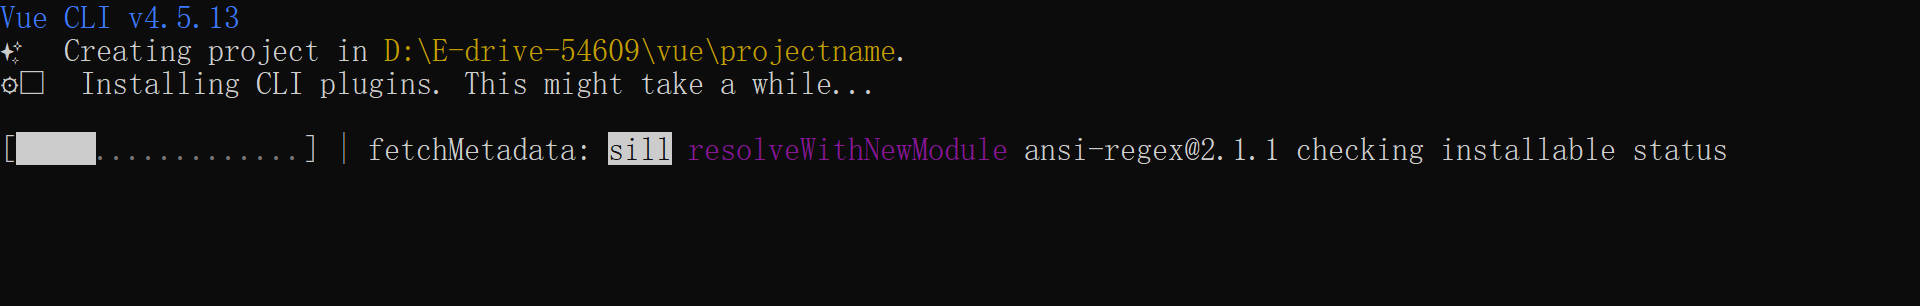 Vue CLI v4.5.13
✨  Creating project in D:\E-drive-54609\vue\projectname.
⚙□  Installing CLI plugins. This might take a while...
[     .............] | fetchMetadata: sill resolveWithNewModule ansi-regex@2.1.1 checking installable status